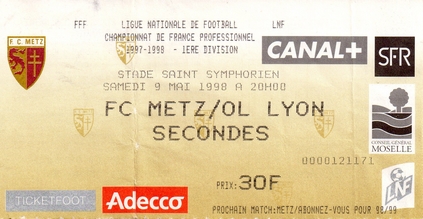 FFF LIGUE NATIONALE DE FOOTBALL LNF
CHAMPIONNAT DE FRANCE PROFESSIONNEL
1997-1998 - 1ERE DIVISION
F.C. METZ
CANAL+
SFR
STADE SAINT SYMPHORIEN
SAMEDI 9 MAI 1998 A 20H00
FC METZ/OL LYON
SECONDES
CONSEIL GÉNÉRAL
MOSELLE
0000121171
PRIX: 30F
LNF
TICKETFOOT
Adecco
PROCHAIN MATCH:METZ/ABONNEZ-VOUS POUR 98/99